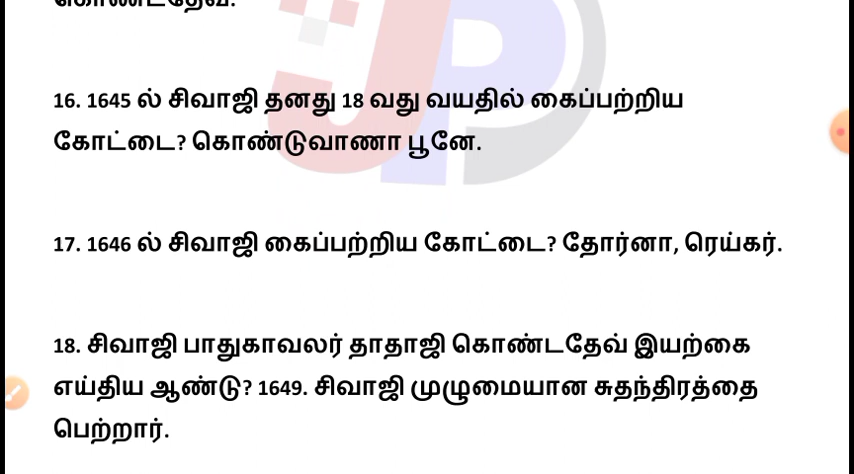 கொண்டதேவ்.
16. 1645 ல் சிவாஜி தனது 18 வது வயதில் கைப்பற்றிய
கோட்டை? கொண்டுவாணா பூனே.
17. 1646 ல் சிவாஜி கைப்பற்றிய கோட்டை? தோர்னா, ரெய்கர்.
18. சிவாஜி பாதுகாவலர் தாதாஜி கொண்டதேவ் இயற்கை
எய்திய ஆண்டு? 1649. சிவாஜி முழுமையான சுதந்திரத்தை
பெற்றார்.